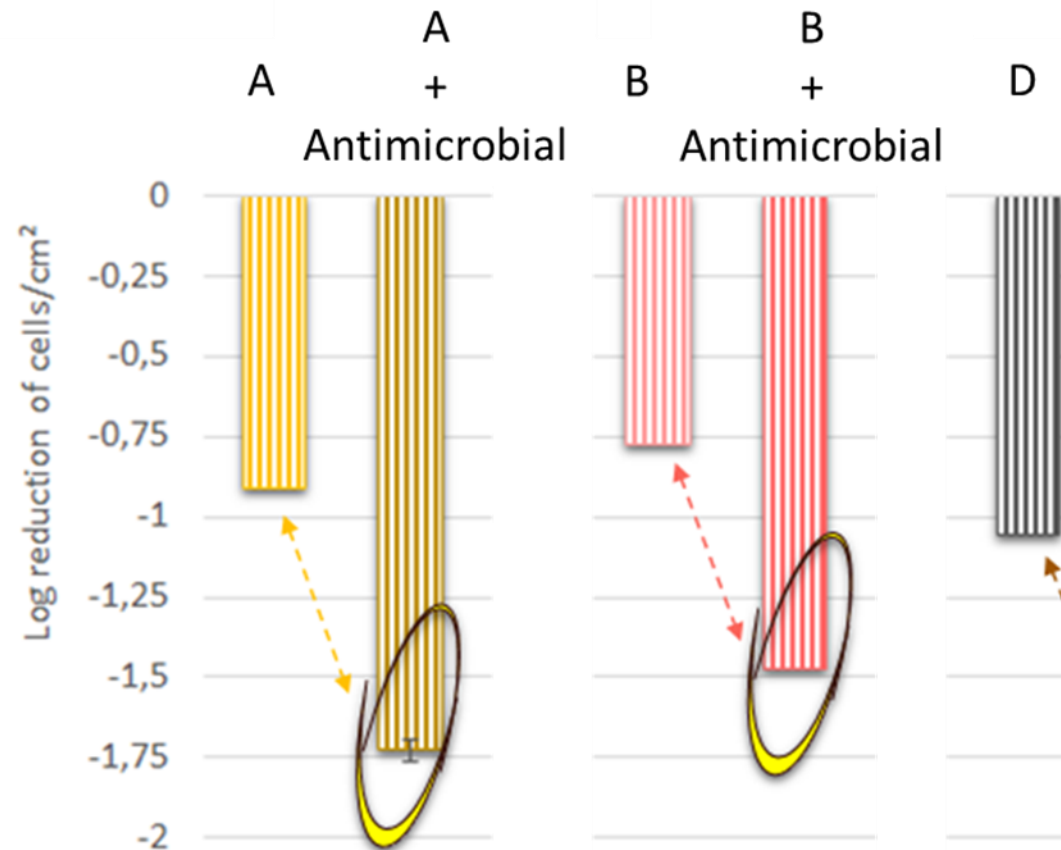 A
A
+
Antimicrobial
B
B
+
Antimicrobial
D
Log reduction of cells/cm²
0
-0,25
-0,5
-0,75
-1
-1,25
-1,5
-1,75
-2